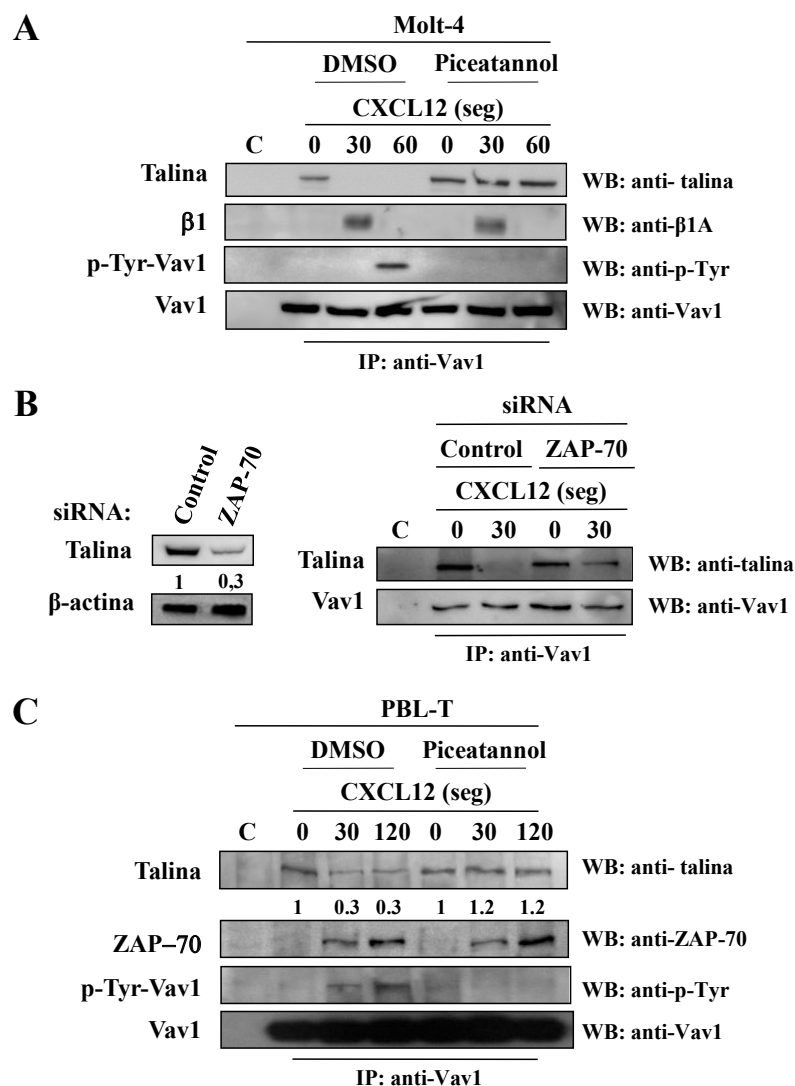 A
Molt-4
DMSO Piceatannol
CXCL12 (seg)
C 0 30 60 0 30 60
Talina WB: anti- talina
β1 WB: anti-β1A
p-Tyr-Vav1 WB: anti-p-Tyr
Vav1 WB: anti-Vav1
IP: anti-Vav1
B
siRNA: Control ZAP-70
Talina
1 0,3
β-actina
siRNA
Control ZAP-70
CXCL12 (seg)
C 0 30 0 30
Talina WB: anti-talina
Vav1 WB: anti-Vav1
IP: anti-Vav1
C
PBL-T
DMSO Piceatannol
CXCL12 (seg)
C 0 30 120 0 30 120
Talina WB: anti- talina
1 0.3 0.3 1 1.2 1.2
ZAP–70 WB: anti-ZAP-70
p-Tyr-Vav1 WB: anti-p-Tyr
Vav1 WB: anti-Vav1
IP: anti-Vav1